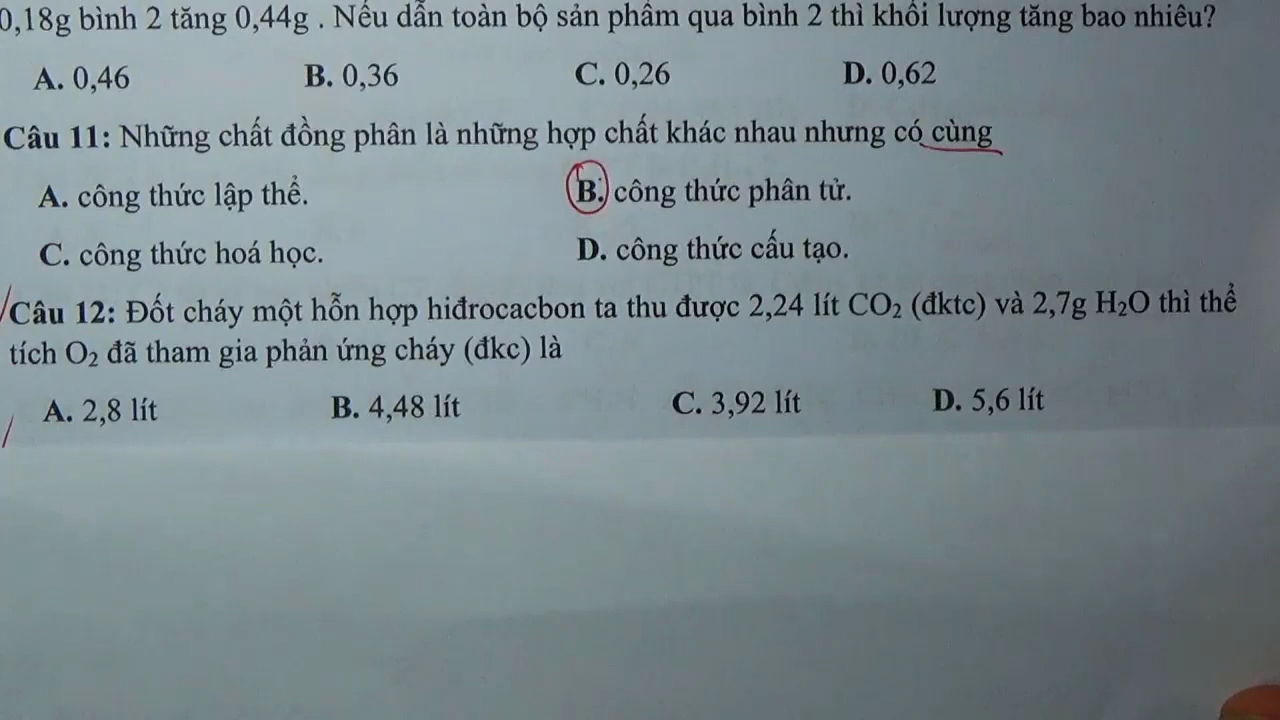 0,18g bình 2 tăng 0,44g . Nếu dẫn toàn bộ sản phẩm qua bình 2 thì khối lượng tăng bao nhiêu?
A. 0,46 B. 0,36 C. 0,26 D. 0,62
Câu 11: Những chất đồng phân là những hợp chất khác nhau nhưng có cùng
A. công thức lập thể. B. công thức phân tử.
C. công thức hoá học. D. công thức cấu tạo.
Câu 12: Đốt cháy một hỗn hợp hiđrocacbon ta thu được 2,24 lít CO₂ (đktc) và 2,7g H₂O thì thể
tích O₂ đã tham gia phản ứng cháy (đkc) là
A. 2,8 lít B. 4,48 lít C. 3,92 lít D. 5,6 lít